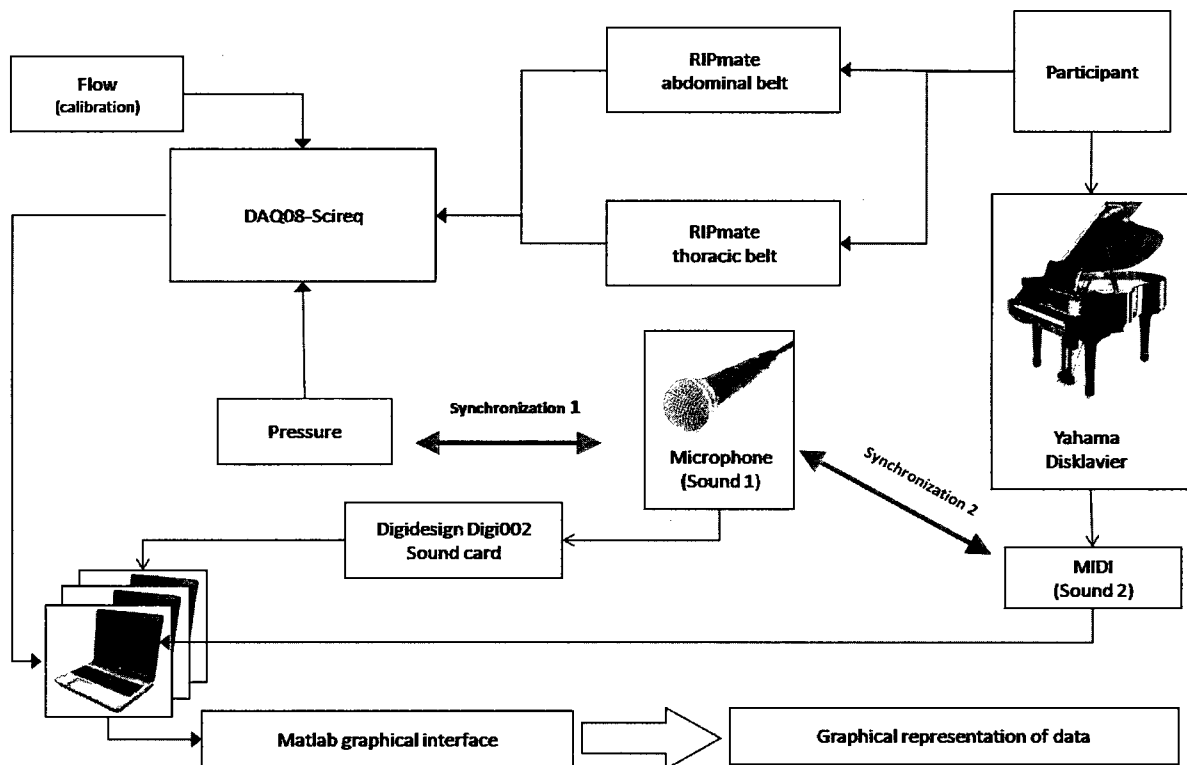 Flow
(calibration)
RIPmate
abdominal belt
Participant
DAQ08-Scireq
RIPmate
thoracic belt
Synchronization 1
Pressure
Microphone
(Sound 1)
Synchronization 2
Yahama
Disklavier
Digidesign Digi002
Sound card
MIDI
(Sound 2)
Matlab graphical interface
Graphical representation of data